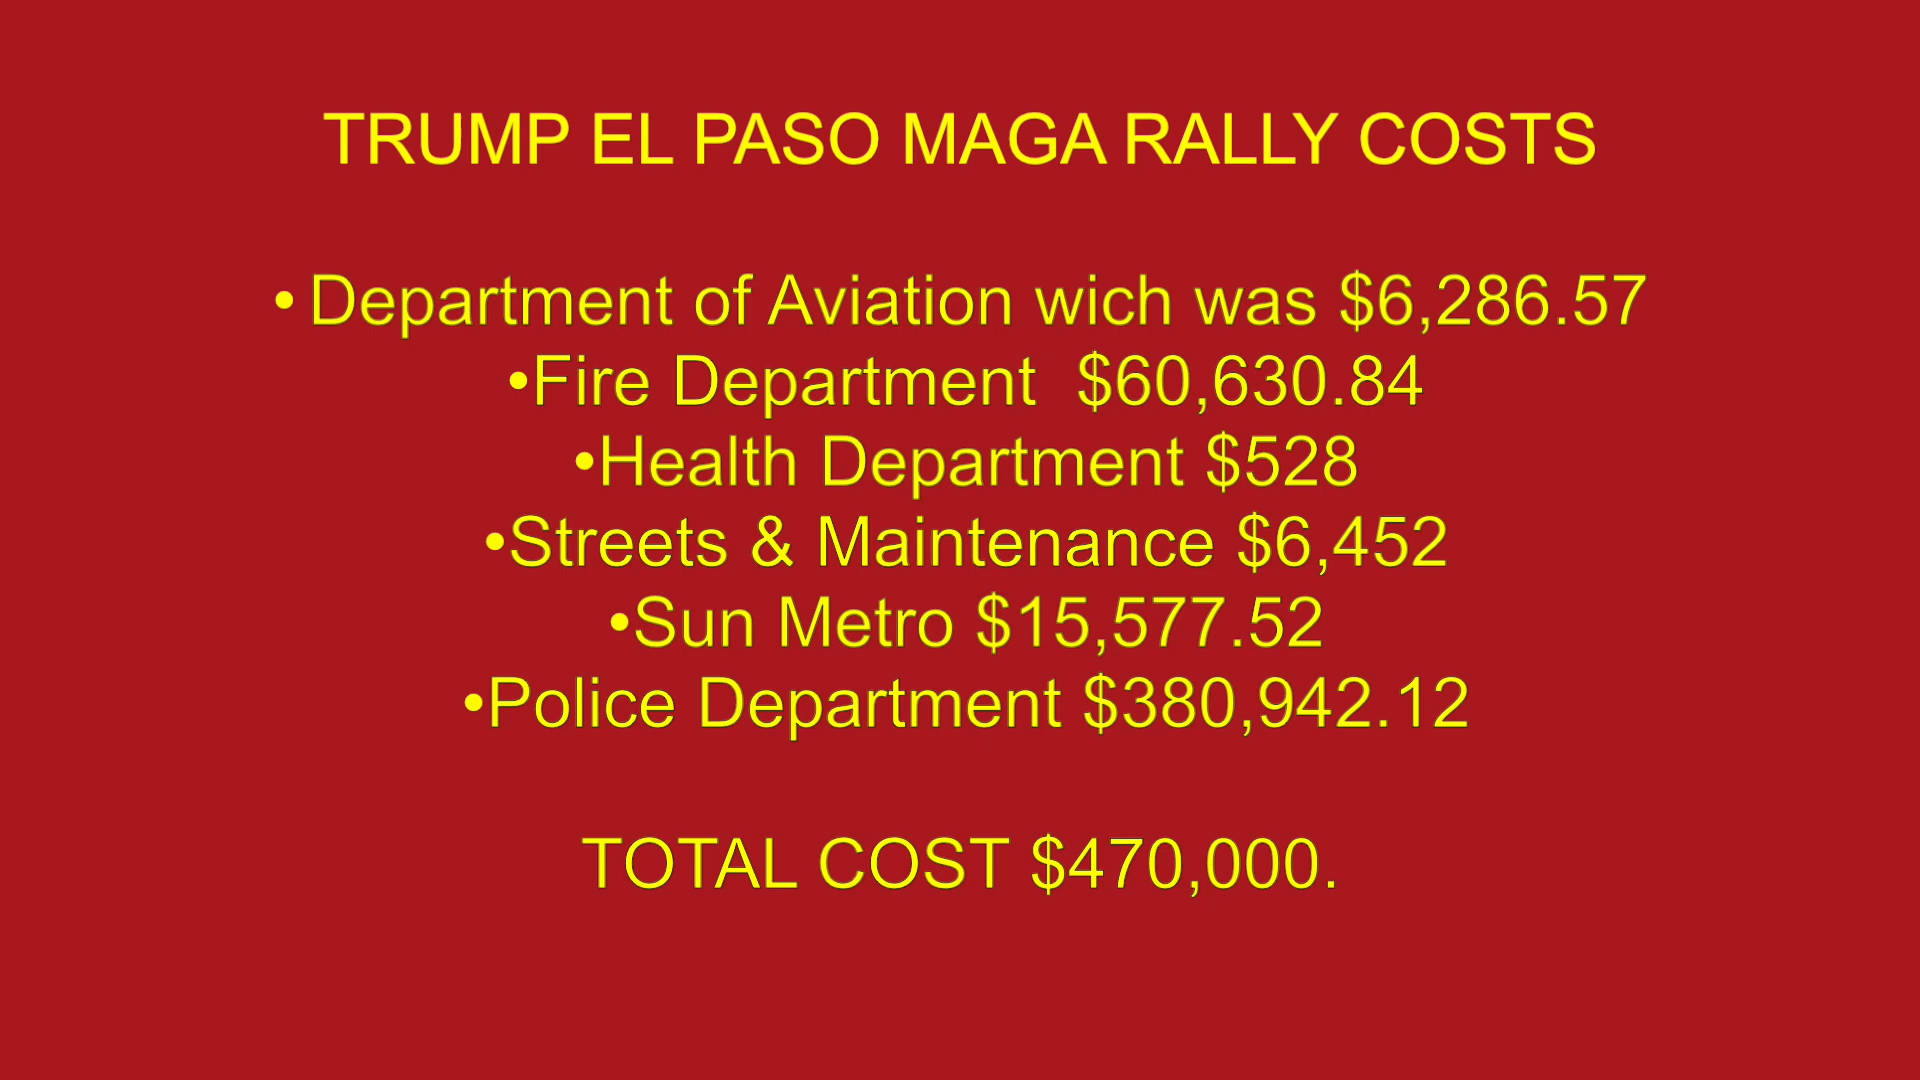 TRUMP EL PASO MAGA RALLY COSTS
• Department of Aviation wich was $6,286.57
•Fire Department  $60,630.84
•Health Department $528
•Streets & Maintenance $6,452
•Sun Metro $15,577.52
•Police Department $380,942.12
TOTAL COST $470,000.